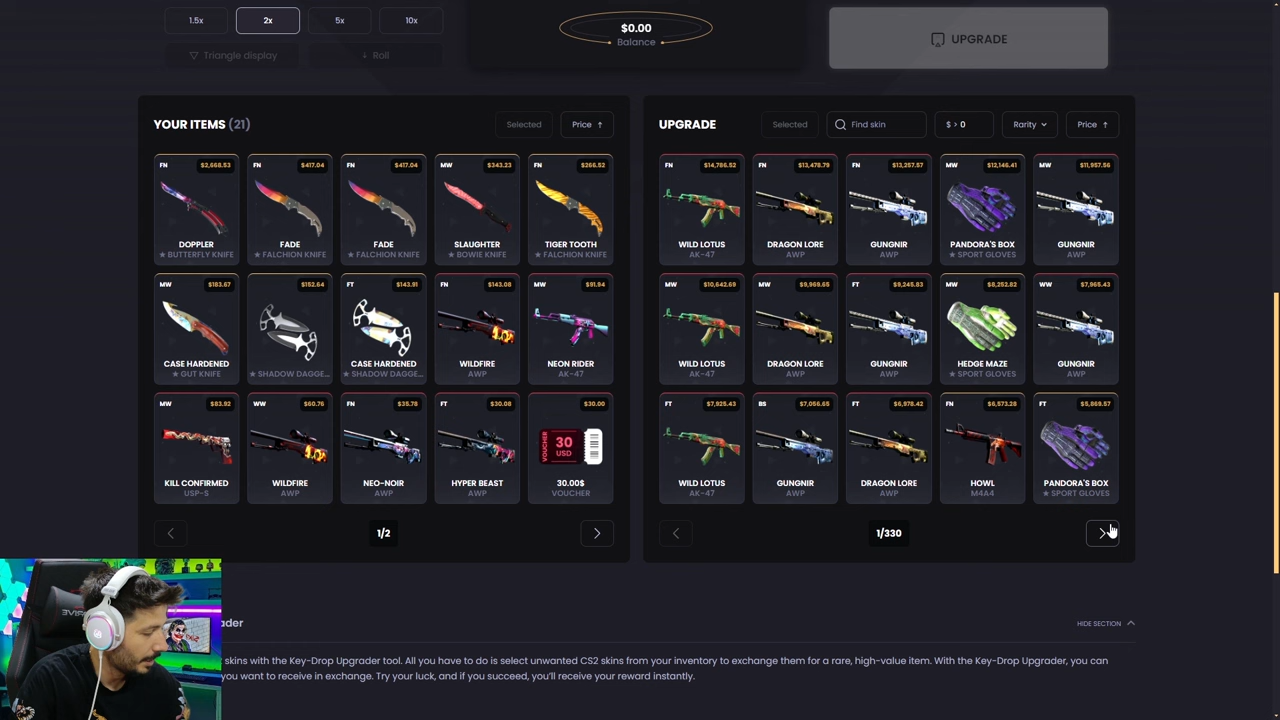 1.5x
2x
5x
10x
$0.00
Balance
UPGRADE
Triangle display
Roll
YOUR ITEMS (21)
Selected
Price
UPGRADE
Selected
Find skin
$ > 0
Rarity
Price
FN $2,668.53
DOPPLER
★ BUTTERFLY KNIFE
FN $417.04
FADE
★ FALCHION KNIFE
FN $417.04
FADE
★ FALCHION KNIFE
MW $343.23
SLAUGHTER
★ BOWIE KNIFE
FN $266.52
TIGER TOOTH
★ FALCHION KNIFE
MW $183.67
CASE HARDENED
★ GUT KNIFE
$152.64
★ SHADOW DAGGE...
FT $143.91
CASE HARDENED
★ SHADOW DAGGE...
FN $143.08
WILDFIRE
AWP
MW $91.94
NEON RIDER
AK-47
MW $83.92
KILL CONFIRMED
USP-S
WW $60.76
WILDFIRE
AWP
FN $35.78
NEO-NOIR
AWP
FT $30.08
HYPER BEAST
AWP
$30.00
VOUCHER
30
USD
30.00$
VOUCHER
1/2
FN $14,786.52
WILD LOTUS
AK-47
FN $13,478.79
DRAGON LORE
AWP
FN $13,257.57
GUNGNIR
AWP
MW $12,146.41
PANDORA'S BOX
★ SPORT GLOVES
MW $11,957.56
GUNGNIR
AWP
MW $10,642.69
WILD LOTUS
AK-47
MW $9,969.65
DRAGON LORE
AWP
FT $9,245.83
GUNGNIR
AWP
MW $8,252.82
HEDGE MAZE
★ SPORT GLOVES
WW $7,965.43
GUNGNIR
AWP
FT $7,925.43
WILD LOTUS
AK-47
BS $7,056.65
GUNGNIR
AWP
FT $6,978.42
DRAGON LORE
AWP
FN $6,573.28
HOWL
M4A4
FT $5,869.57
PANDORA'S BOX
★ SPORT GLOVES
1/330
ader
HIDE SECTION
skins with the Key-Drop Upgrader tool. All you have to do is select unwanted CS2 skins from your inventory to exchange them for a rare, high-value item. With the Key-Drop Upgrader, you can
you want to receive in exchange. Try your luck, and if you succeed, you'll receive your reward instantly.